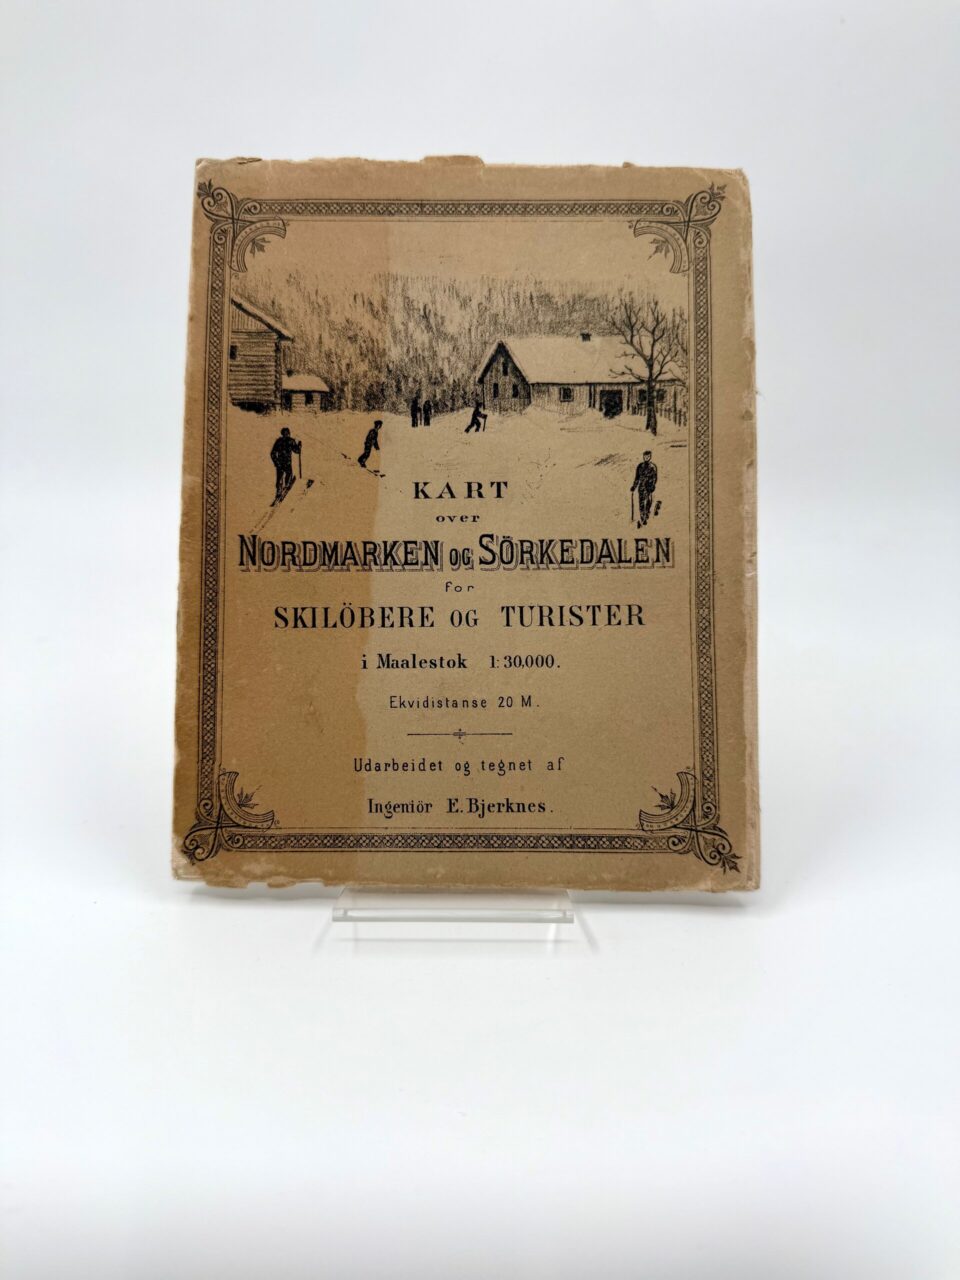 KART
over
NORDMARKEN OG SÖRKEDALEN
for
SKILÖBERE OG TURISTER
i Maalestok 1:30,000.
Ekvidistanse 20 M.
Udarbeidet og tegnet af
Ingeniör E. Bjerknes.